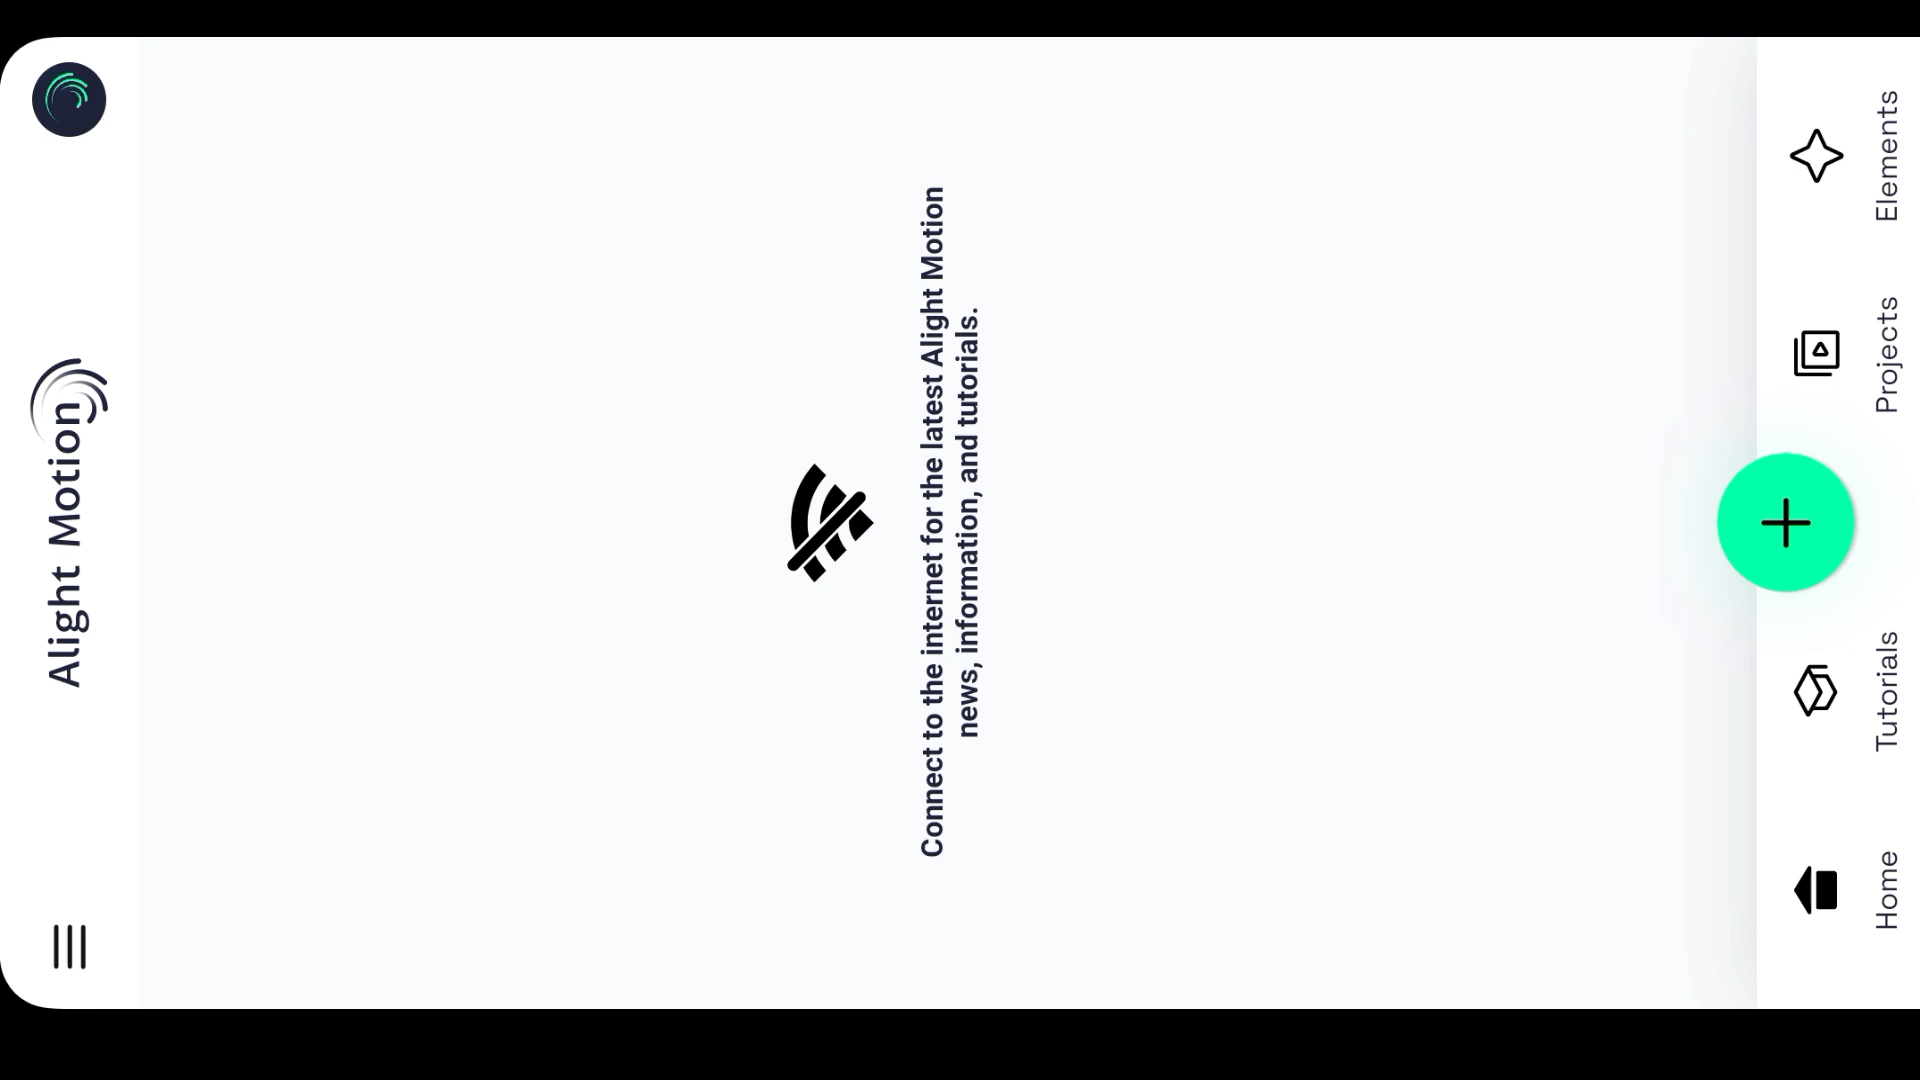 Alight Motion
Connect to the internet for the latest Alight Motion
news, information, and tutorials.
Home
Tutorials
Projects
Elements